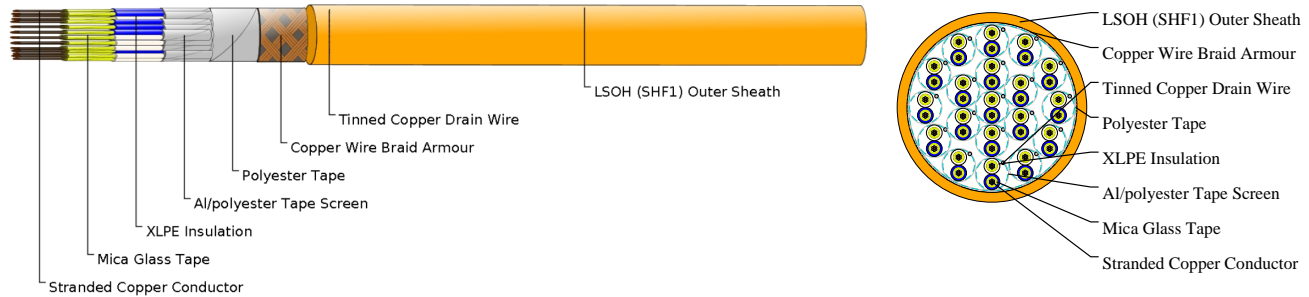 LSOH (SHF1) Outer Sheath
Tinned Copper Drain Wire
Copper Wire Braid Armour
Polyester Tape
Al/polyester Tape Screen
XLPE Insulation
Mica Glass Tape
Stranded Copper Conductor
LSOH (SHF1) Outer Sheath
Copper Wire Braid Armour
Tinned Copper Drain Wire
Polyester Tape
XLPE Insulation
Al/polyester Tape Screen
Mica Glass Tape
Stranded Copper Conductor